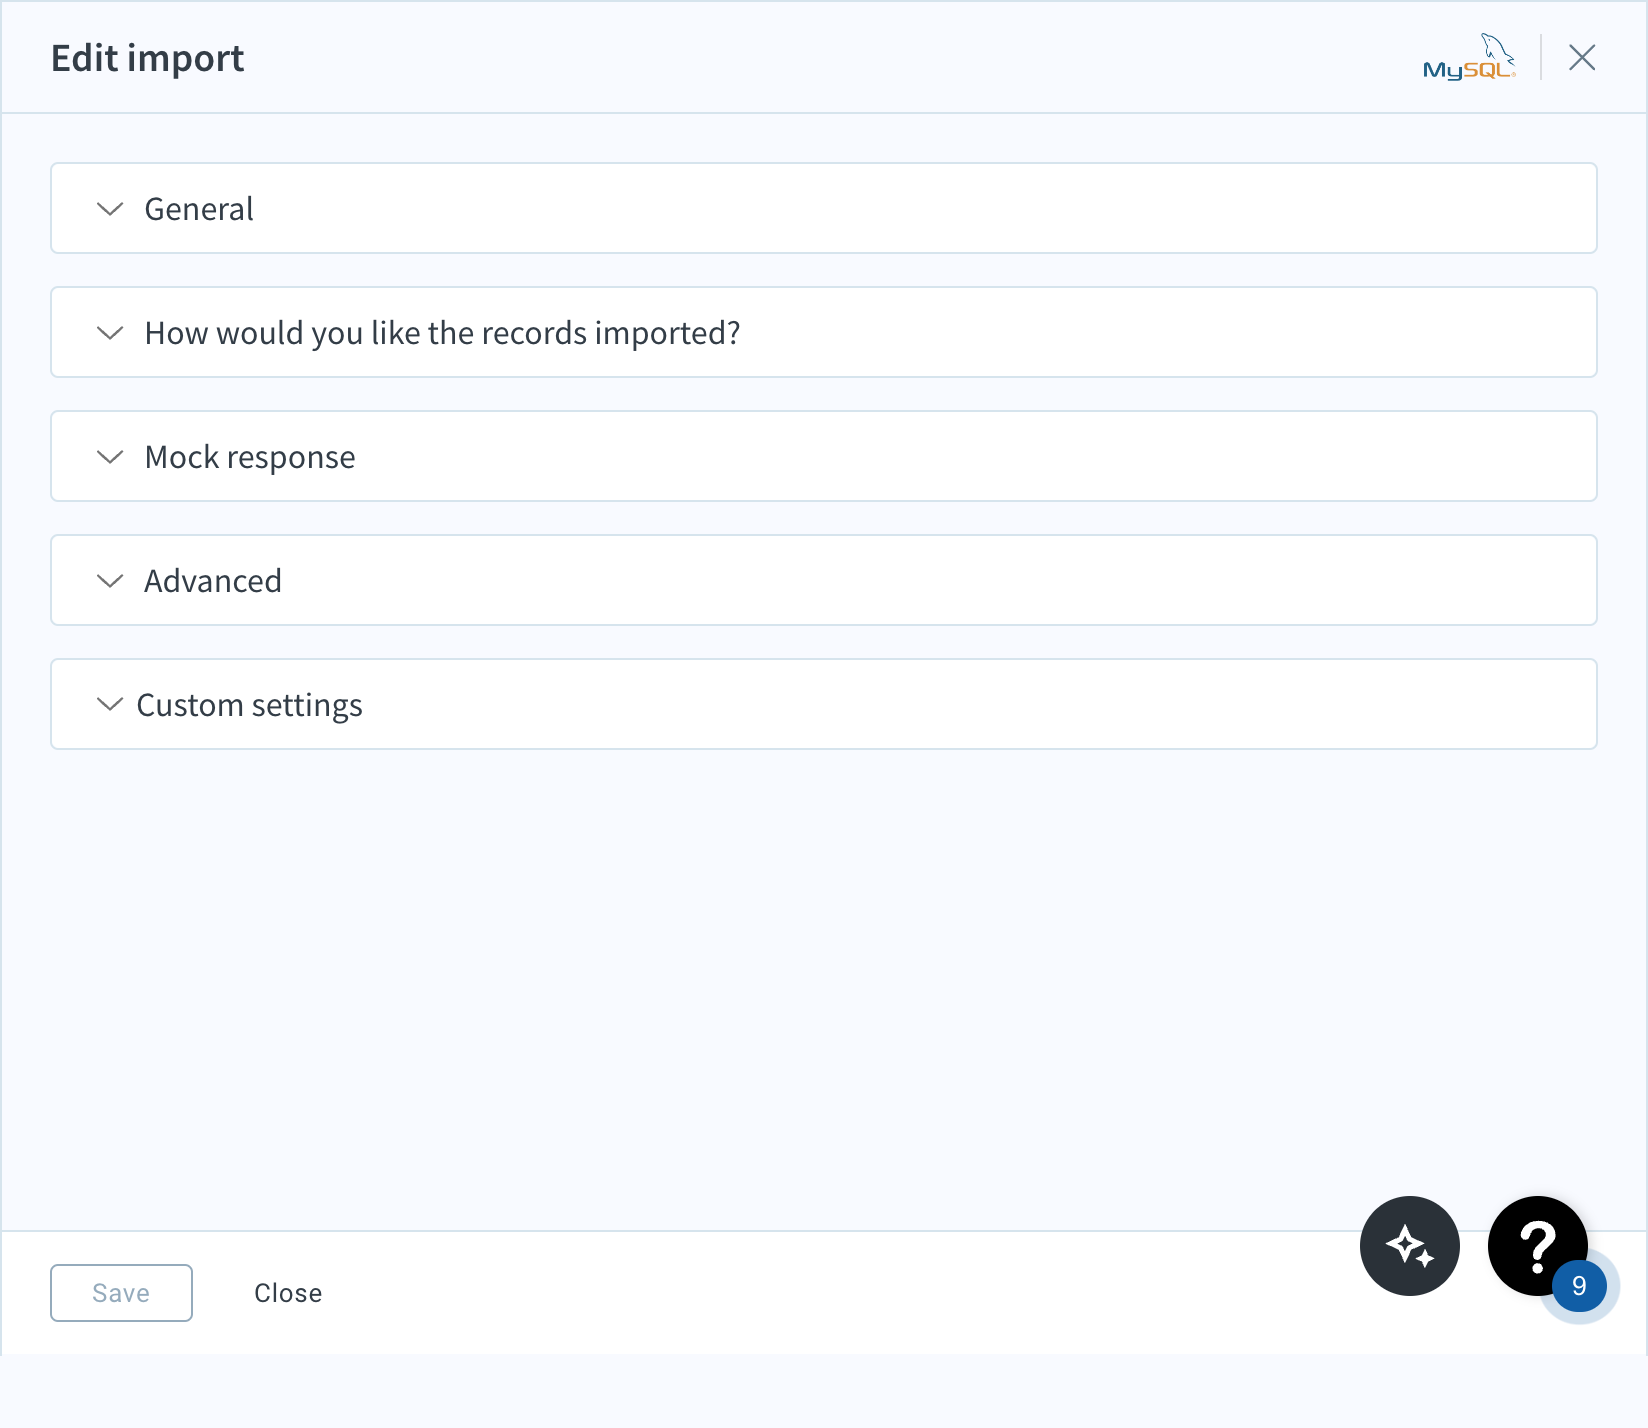 Edit import
MySQL
General
How would you like the records imported?
Mock response
Advanced
Custom settings
Save
Close
?
9